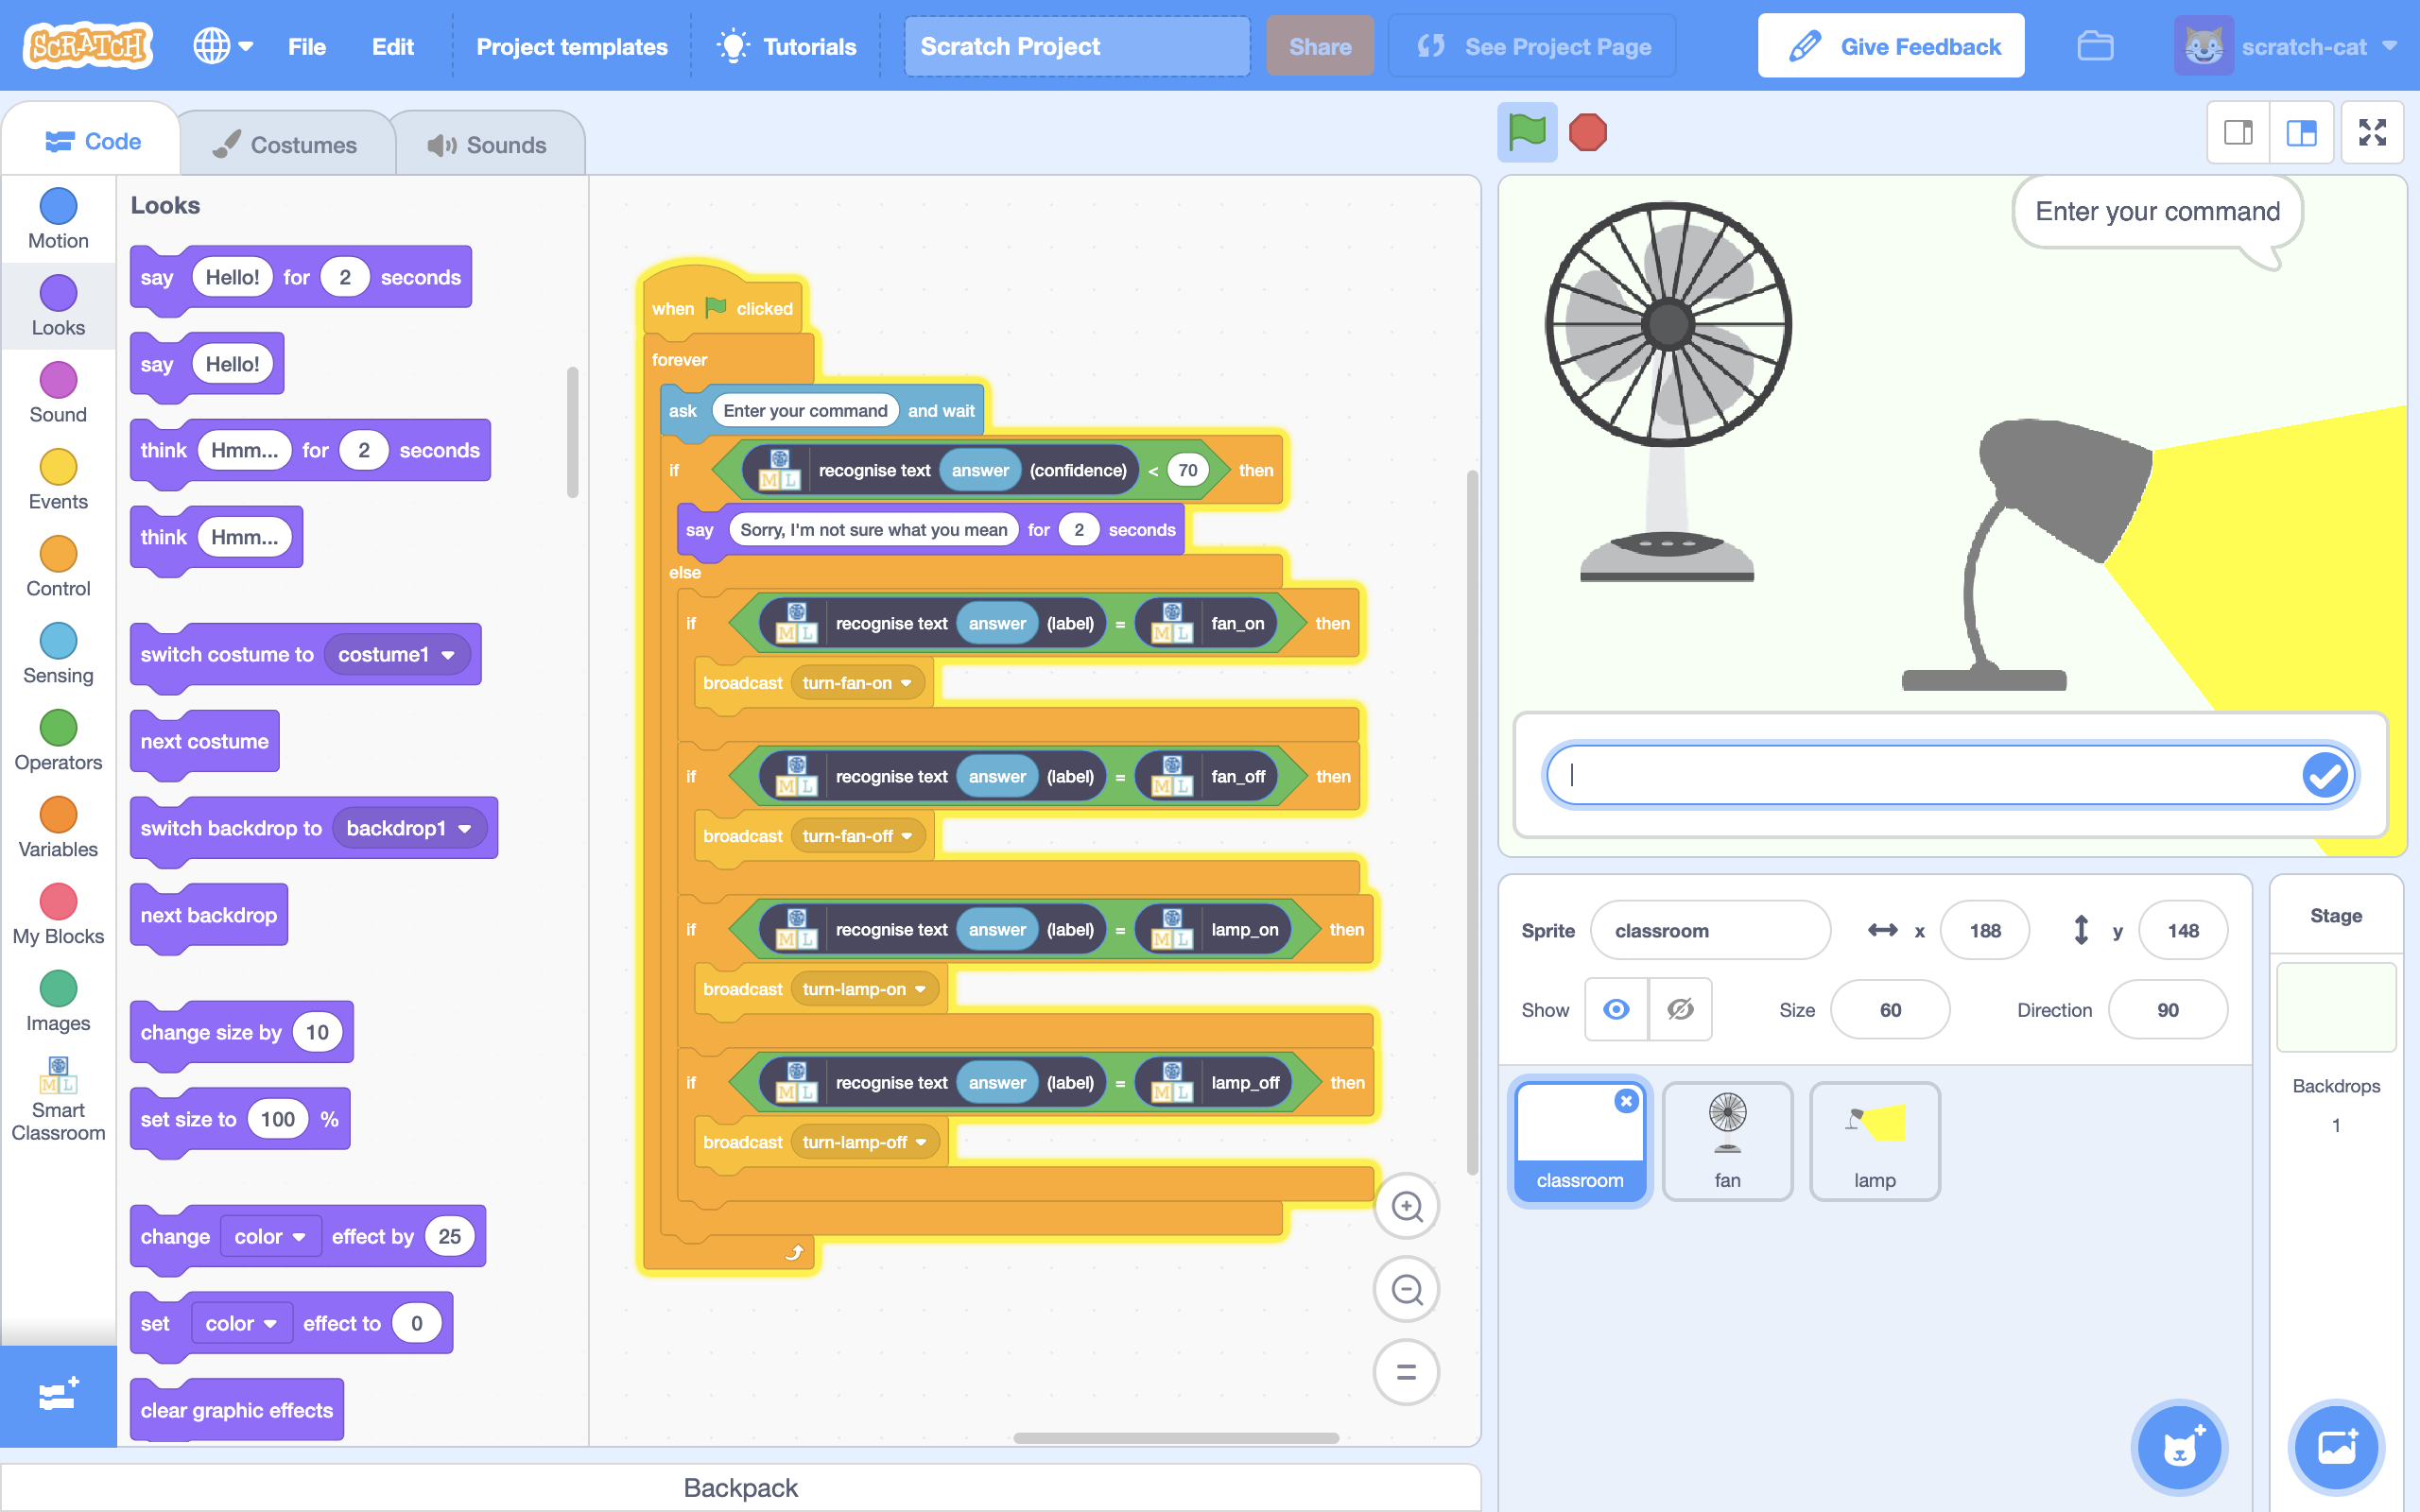 SCRATCH
File
Edit
Project templates
Tutorials
Scratch Project
Share
See Project Page
Give Feedback
scratch-cat
Code
Costumes
Sounds
Motion
Looks
Sound
Events
Control
Sensing
Operators
Variables
My Blocks
Images
M L
Smart
Classroom
Looks
say Hello! for 2 seconds
say Hello!
think Hmm... for 2 seconds
think Hmm...
switch costume to costume1
next costume
switch backdrop to backdrop1
next backdrop
change size by 10
set size to 100 %
change color effect by 25
set color effect to 0
clear graphic effects
when clicked
forever
ask Enter your command and wait
if M L recognise text answer (confidence) < 70 then
say Sorry, I'm not sure what you mean for 2 seconds
else
if M L recognise text answer (label) = M L fan_on then
broadcast turn-fan-on
if M L recognise text answer (label) = M L fan_off then
broadcast turn-fan-off
if M L recognise text answer (label) = M L lamp_on then
broadcast turn-lamp-on
if M L recognise text answer (label) = M L lamp_off then
broadcast turn-lamp-off
Backpack
Enter your command
Sprite classroom x 188 y 148
Show Size 60 Direction 90
classroom
fan
lamp
Stage
Backdrops
1